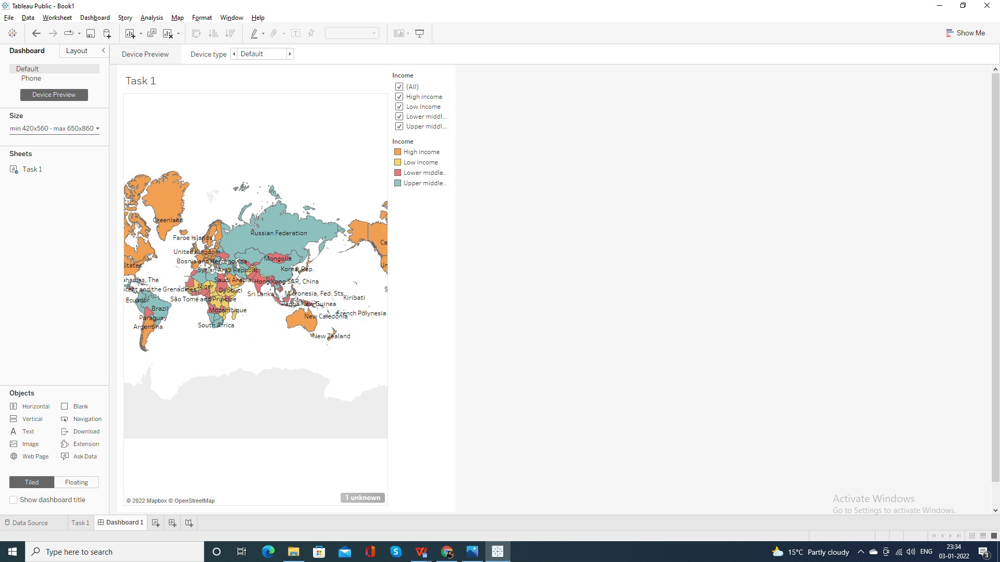 Tableau Public - Book1
File Data Worksheet Dashboard Story Analysis Map Format Window Help
Show Me
Dashboard Layout
Device Preview Device type Default
Default
Phone
Device Preview
Size
min 420x560 - max 650x860
Sheets
Task 1
Objects
Horizontal Blank
Vertical Navigation
Text Download
Image Extension
Web Page Ask Data
Tiled Floating
Show dashboard title
Task 1
Greenland
Faroe Islands
Russian Federation
Ca
United Kingdom
Mongolia
Bosnia and Herzegovina
States
Un
Syrian Arab Republic
Korea, Rep.
ahamas, The
Saudi Arabia
Hong Kong SAR, China
Niger
icent and the Grenadines
Djibouti
S
Sri Lanka
Micronesia, Fed. Sts.
Kiribati
Ecuador
São Tomé and Príncipe
Papua New Guinea
Brazil
Mozambique
French Polynesia
Paraguay
New Caledonia
Argentina
South Africa
New Zealand
© 2022 Mapbox © OpenStreetMap
1 unknown
Income
(All)
High income
Low income
Lower middl...
Upper middl...
Income
High income
Low income
Lower middle..
Upper middle..
Activate Windows
Go to Settings to activate Windows.
Data Source Task 1 Dashboard 1
Type here to search
15°C Partly cloudy
ENG
23:34
03-01-2022
3